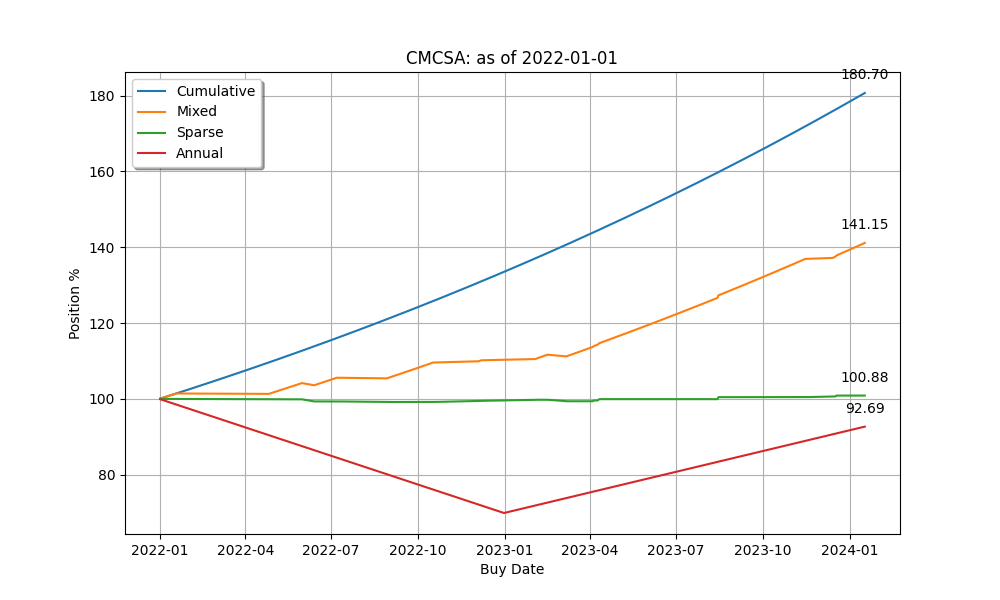 CMCSA: as of 2022-01-01
180.70
180
Cumulative
Mixed
Sparse
Annual
160
141.15
140
Position %
120
100.88
100
92.69
80
2022-01 2022-04 2022-07 2022-10 2023-01 2023-04 2023-07 2023-10 2024-01
Buy Date